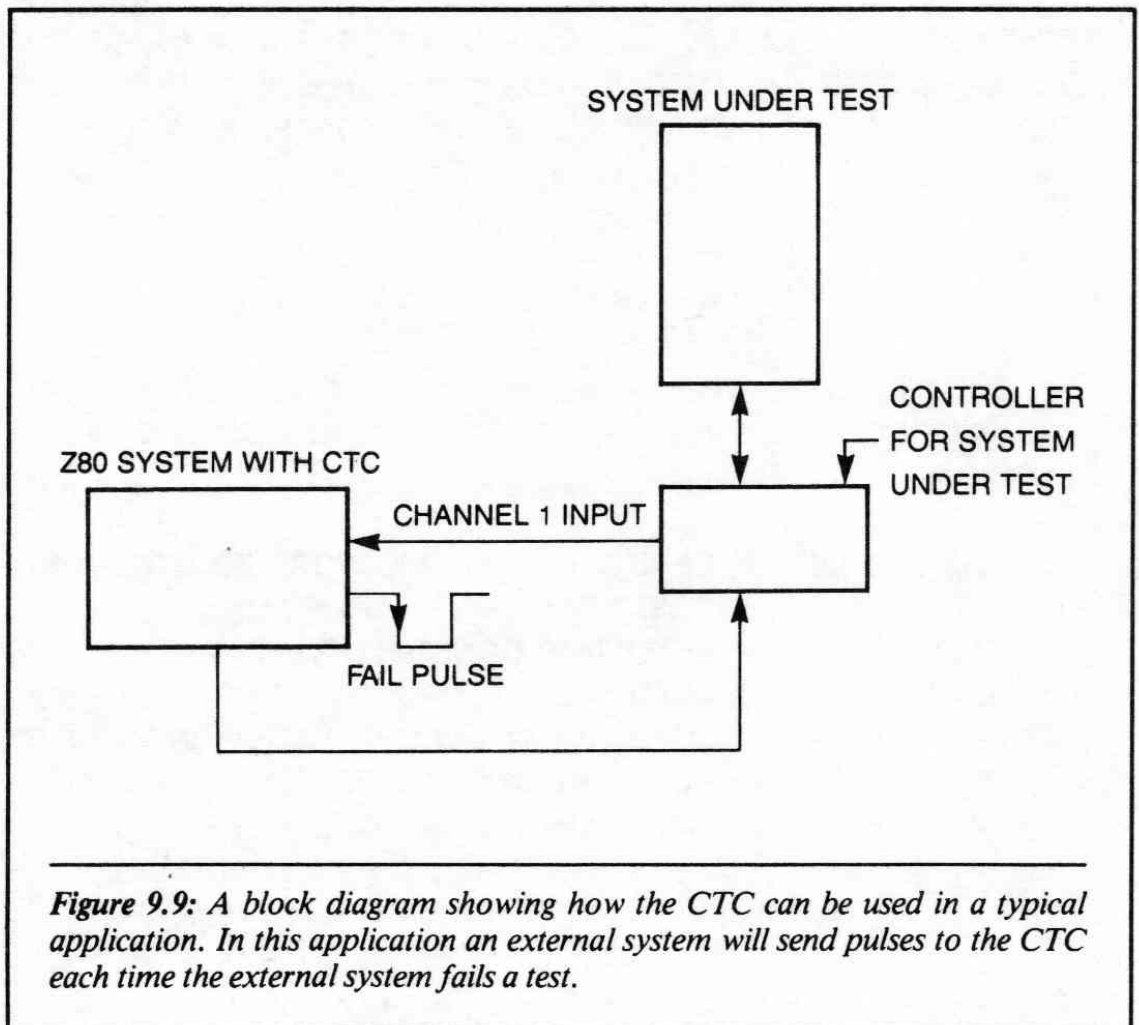 SYSTEM UNDER TEST
CONTROLLER
FOR SYSTEM
UNDER TEST
Z80 SYSTEM WITH CTC
CHANNEL 1 INPUT
FAIL PULSE
Figure 9.9: A block diagram showing how the CTC can be used in a typical
application. In this application an external system will send pulses to the CTC
each time the external system fails a test.